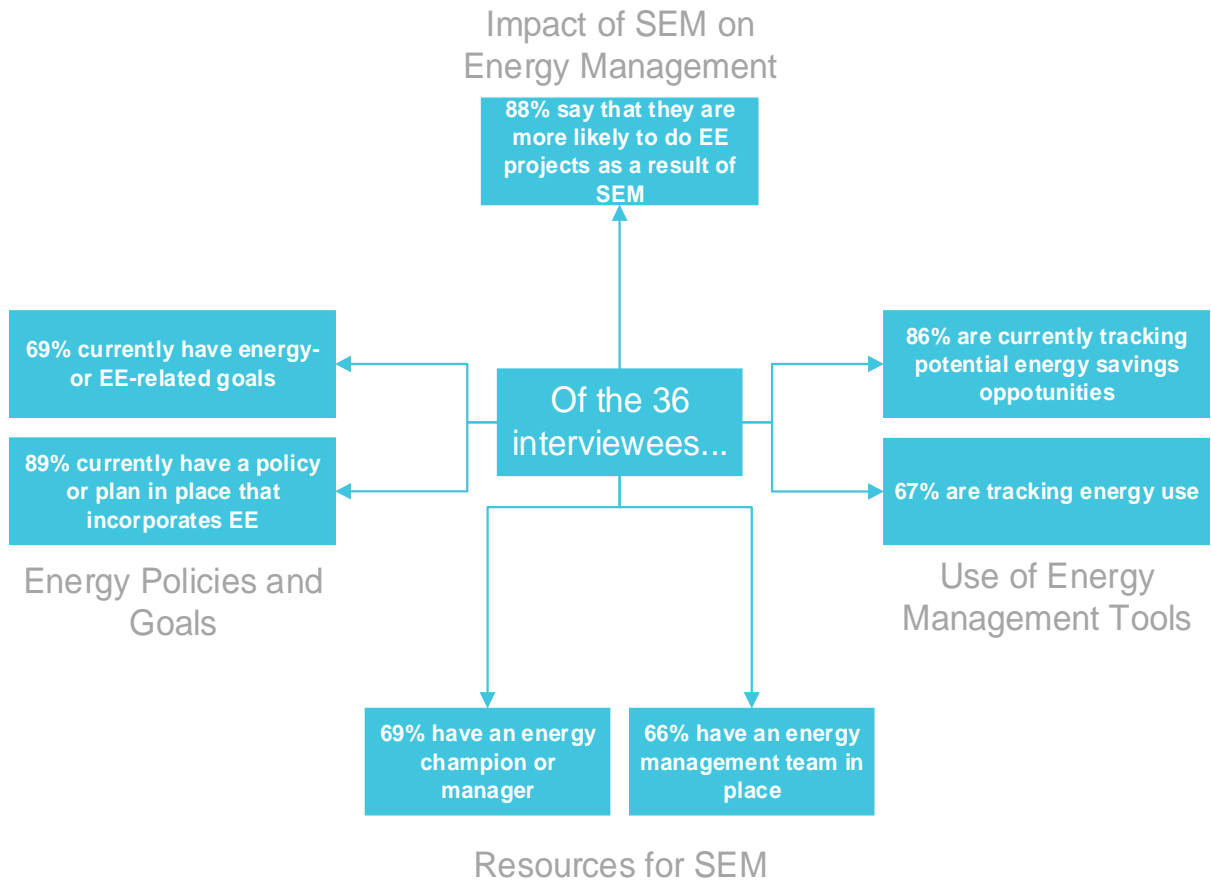 Impact of SEM on
Energy Management
88% say that they are
more likely to do EE
projects as a result of
SEM
69% currently have energy-
or EE-related goals
89% currently have a policy
or plan in place that
incorporates EE
Energy Policies and
Goals
Of the 36
interviewees...
86% are currently tracking
potential energy savings
oppotunities
67% are tracking energy use
Use of Energy
Management Tools
69% have an energy
champion or
manager
66% have an energy
management team in
place
Resources for SEM